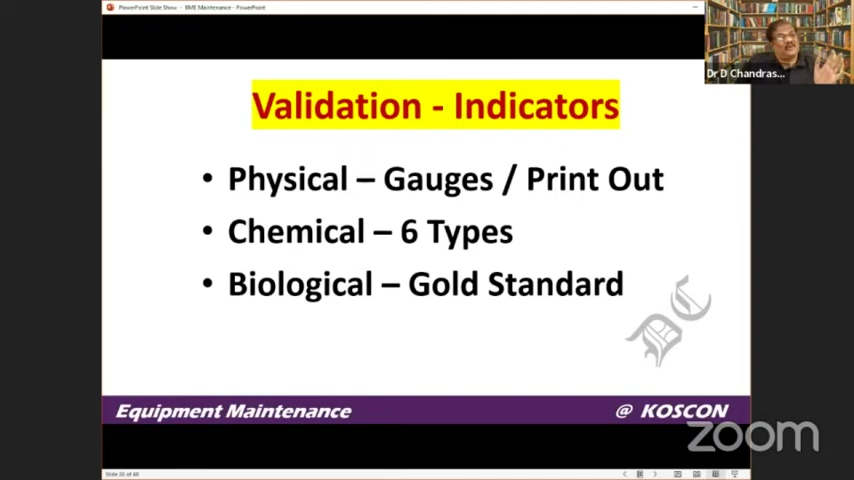 PowerPoint Slide Show - BME Maintenance - PowerPoint
Dr D Chandras...
Validation - Indicators
• Physical – Gauges / Print Out
• Chemical – 6 Types
• Biological – Gold Standard
DC
Equipment Maintenance
@ KOSCON
zoom